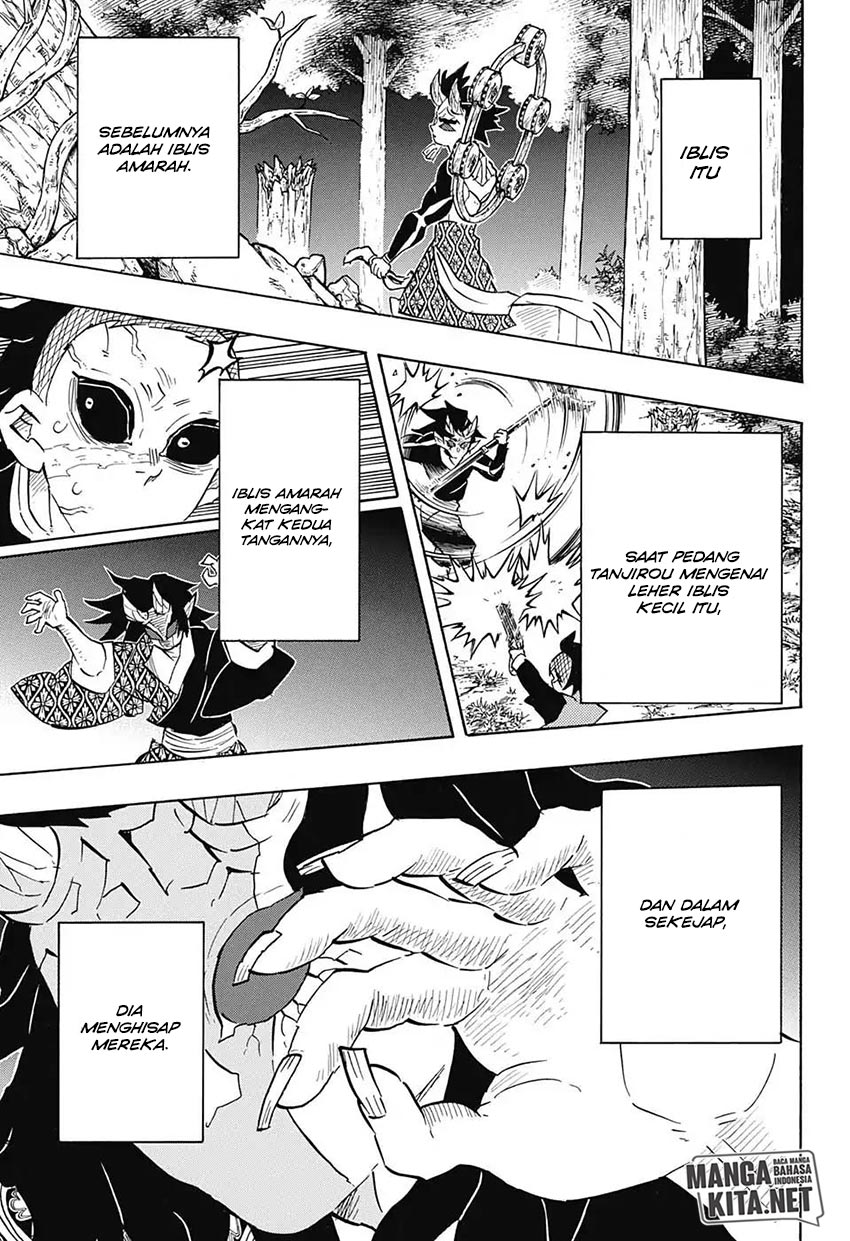 IBLIS
ITU
SEBELUMNYA
ADALAH IBLIS
AMARAH.
SAAT PEDANG
TANJIROU MENGENAI
LEHER IBLIS
KECIL ITU,
IBLIS AMARAH
MENGANG-
KAT KEDUA
TANGANNYA,
DAN DALAM
SEKEJAP,
DIA
MENGHISAP
MEREKA.
MANGA
BACA MANGA
BAHASA
INDONESIA
KITA.NET